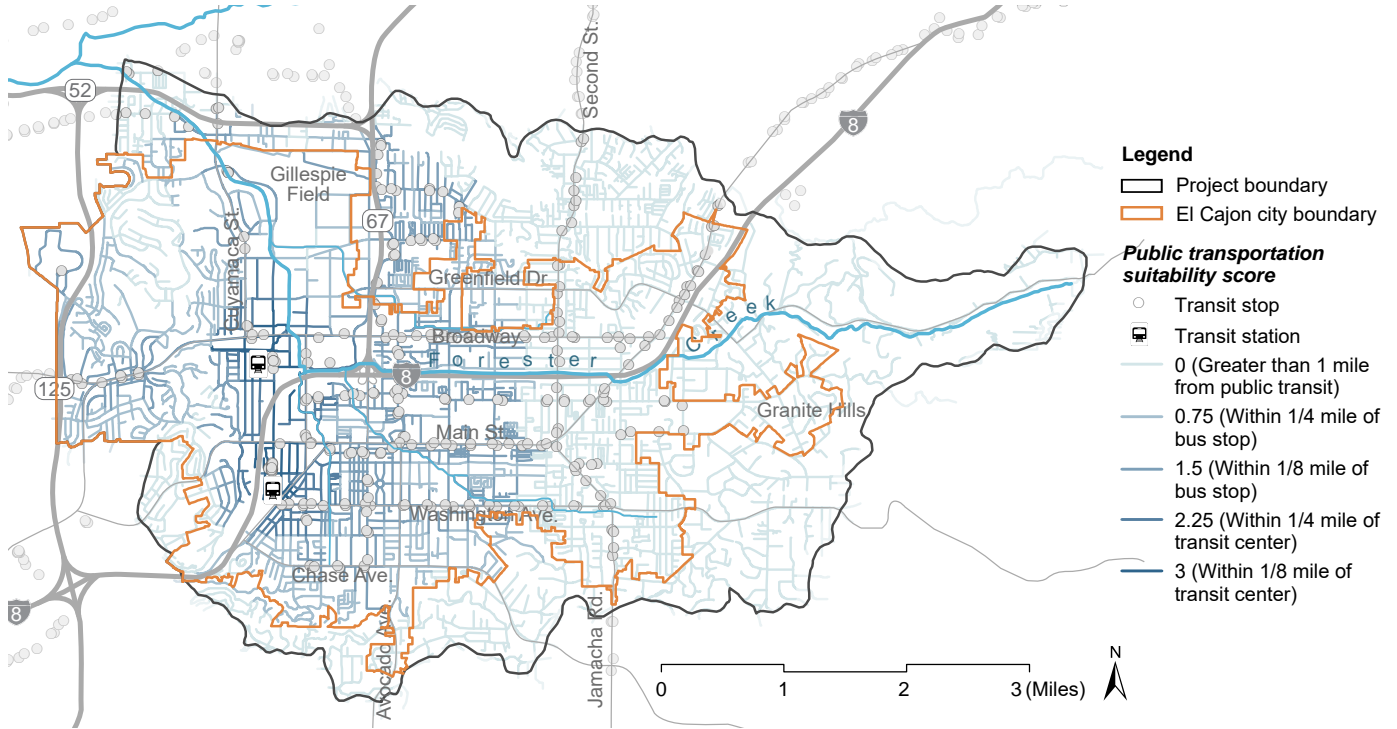 Second St.
52
8
Gillespie
Field
67
Cuyamaca St.
Greenfield Dr.
Creek
Broadway
Forester
8
125
Granite Hills
Main St.
Washington Ave.
Chase Ave.
8
Avocado Ave.
Jamacha Rd.
Legend
Project boundary
El Cajon city boundary
Public transportation
suitability score
Transit stop
Transit station
0 (Greater than 1 mile
from public transit)
0.75 (Within 1/4 mile of
bus stop)
1.5 (Within 1/8 mile of
bus stop)
2.25 (Within 1/4 mile of
transit center)
3 (Within 1/8 mile of
transit center)
N
0 1 2 3 (Miles)